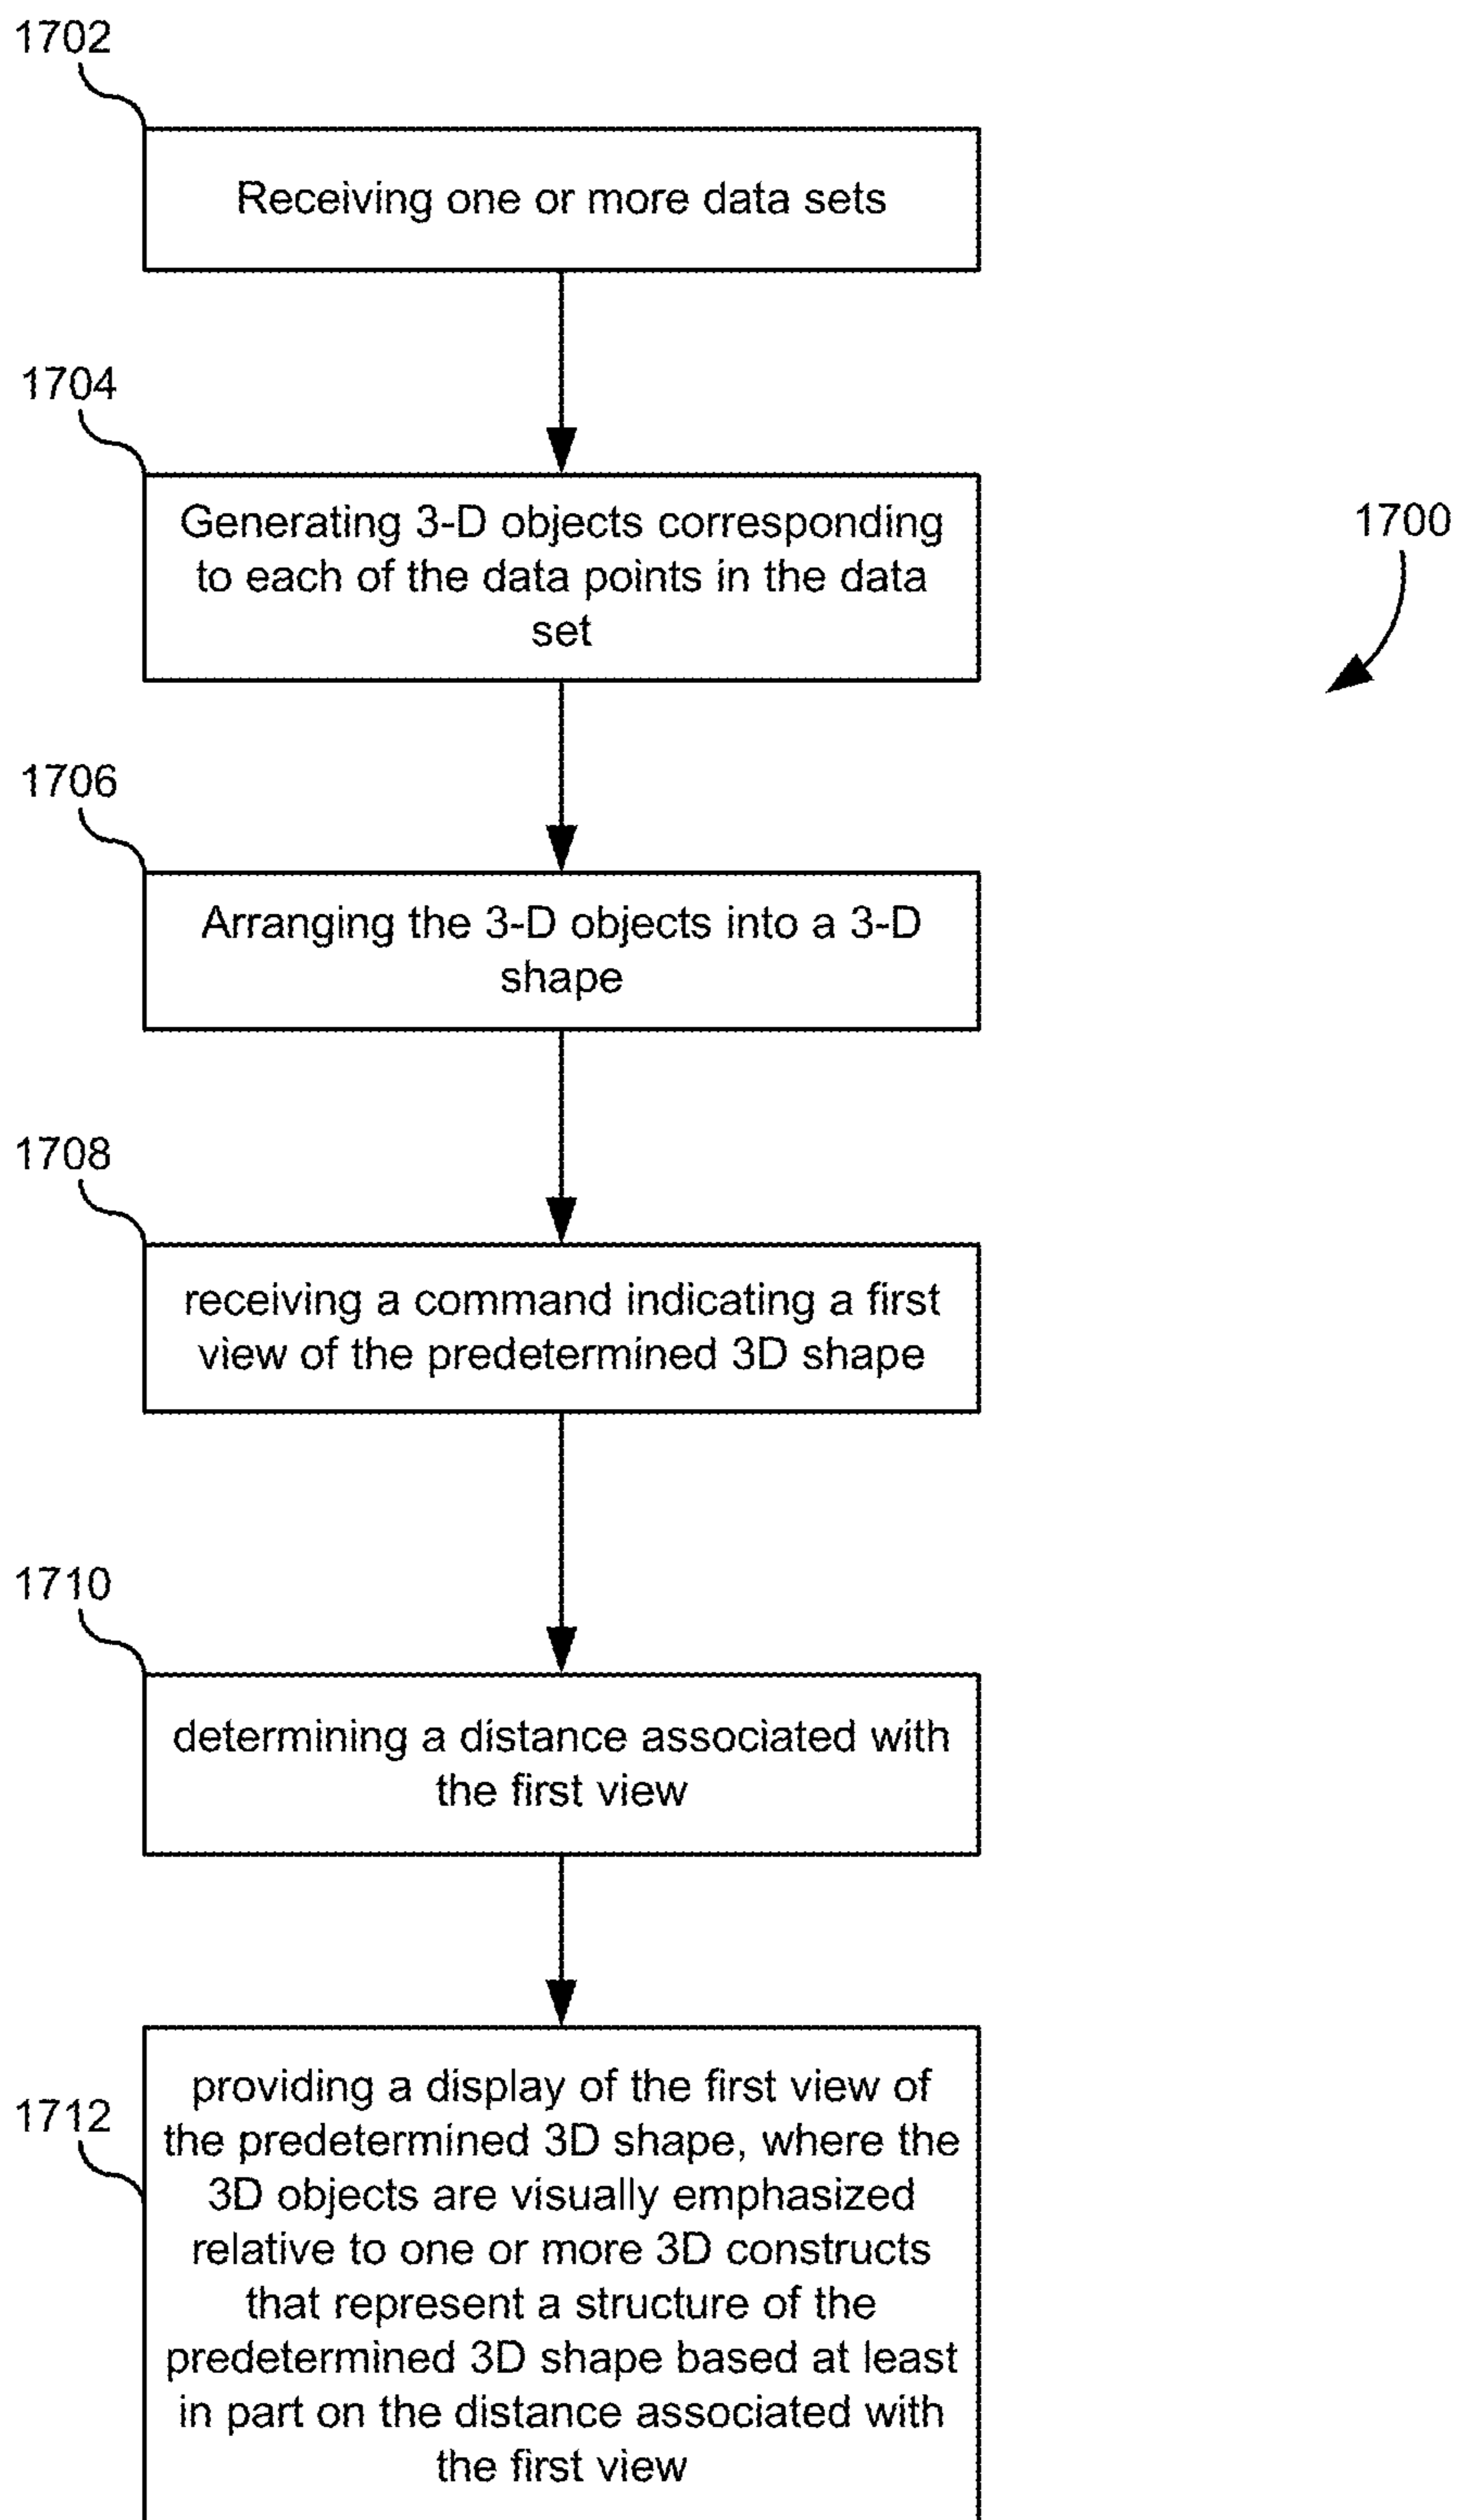 1702
Receiving one or more data sets
1704
Generating 3-D objects corresponding
to each of the data points in the data
set
1700
1706
Arranging the 3-D objects into a 3-D
shape
1708
receiving a command indicating a first
view of the predetermined 3D shape
1710
determining a distance associated with
the first view
1712
providing a display of the first view of
the predetermined 3D shape, where the
3D objects are visually emphasized
relative to one or more 3D constructs
that represent a structure of the
predetermined 3D shape based at least
in part on the distance associated with
the first view